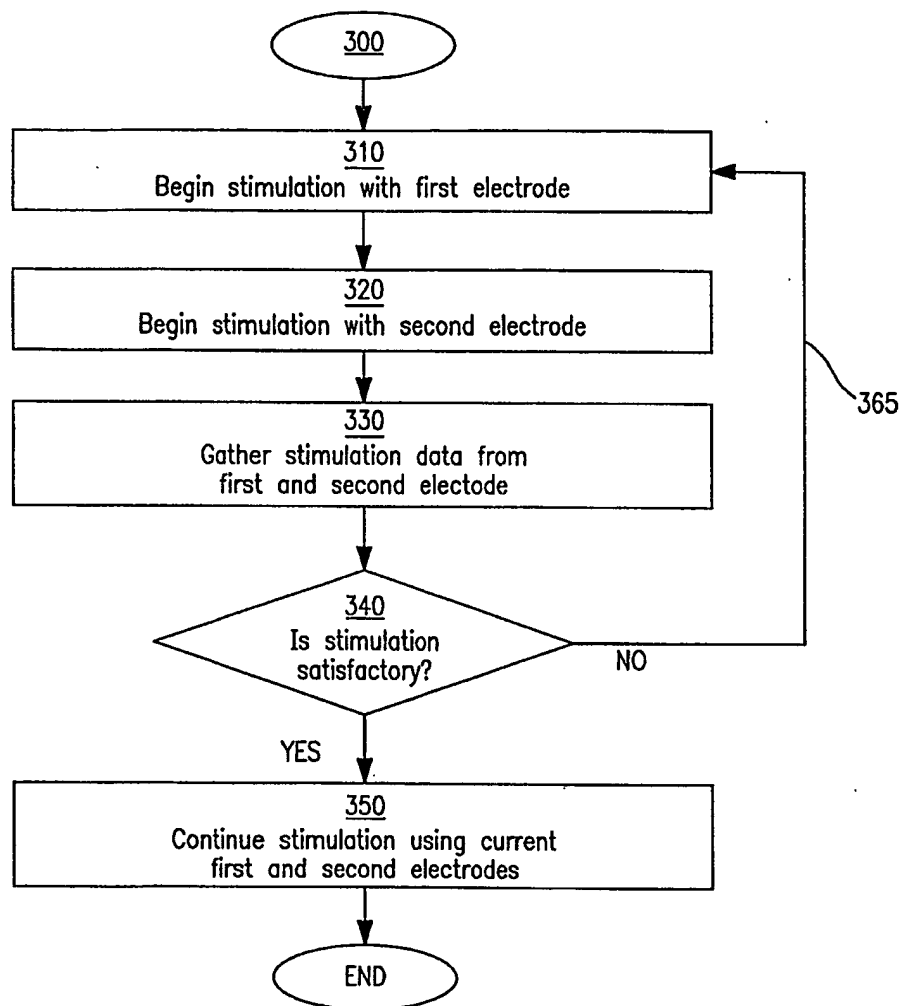 300
310
Begin stimulation with first electrode
320
Begin stimulation with second electrode
330
Gather stimulation data from
first and second electode
365
340
Is stimulation
satisfactory?
NO
YES
350
Continue stimulation using current
first and second electrodes
END